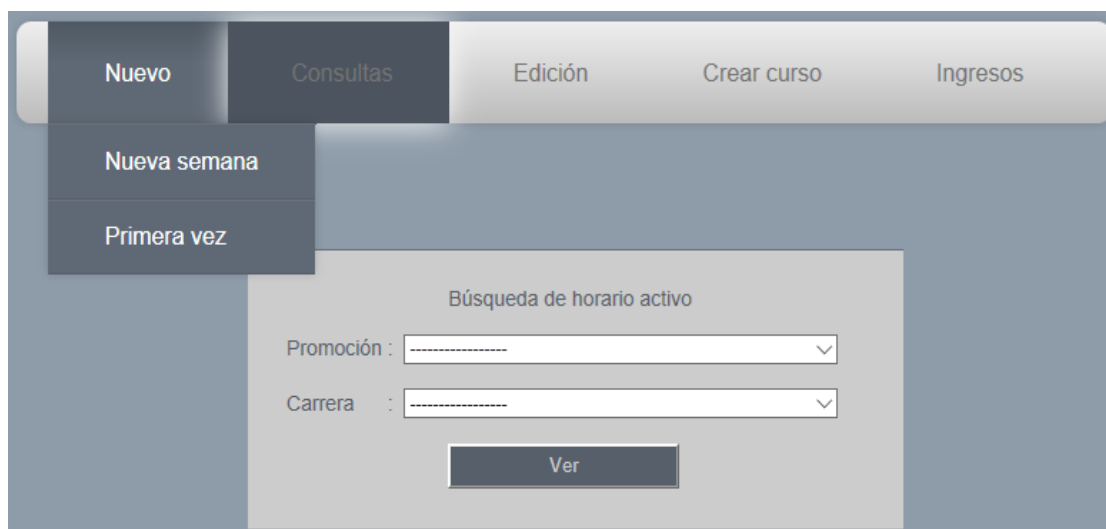 Nuevo Consultas Edición Crear curso Ingresos
Nueva semana
Primera vez
Búsqueda de horario activo
Promoción : -----------------
Carrera : -----------------
Ver